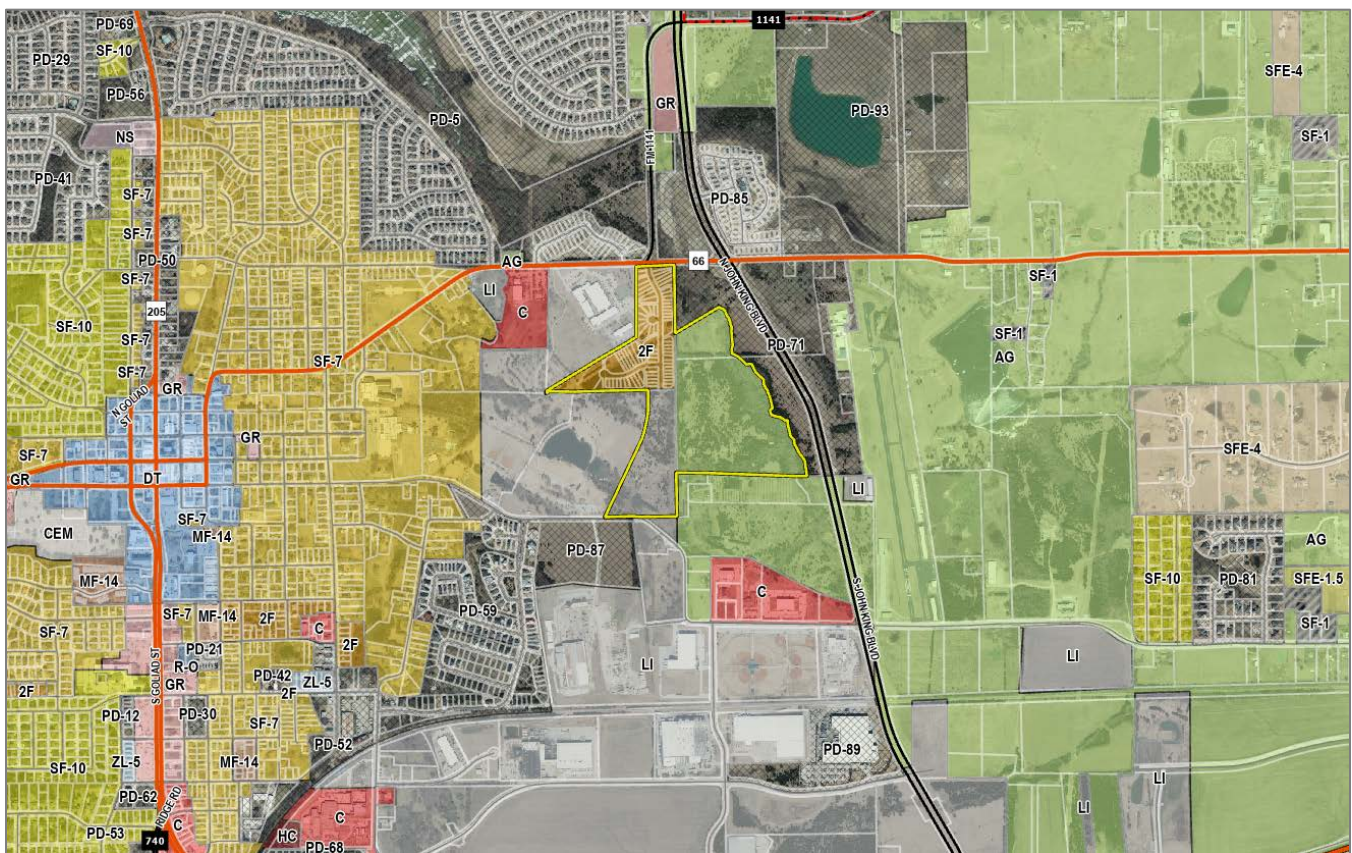 PD-69
SF-10
PD-29
PD-56
NS
PD-41
SF-7
SF-7
PD-50
SF-7
205
SF-10
SF-7
SF-7
GR
N GOLIAD ST
SF-7
GR
DT
CEM
SF-7
MF-14
MF-14
SF-7
GR
PD-5
AG
LI
C
SF-7
1141
GR
FM-1141
PD-93
PD-85
66
N JOHN KING BLVD
PD-71
2F
SFE-4
SF-1
SF-1
SF-1
AG
SFE-4
LI
PD-87
PD-59
C
S JOHN KING BLVD
SF-10
PD-81
AG
SFE-1.5
SF-1
LI
SF-7
SF-7
MF-14
2F
C
2F
PD-21
R-O
GR
PD-42
2F
ZL-5
2F
S GOLIAD ST
PD-12
PD-30
SF-7
SF-10
ZL-5
MF-14
PD-52
PD-62
RIDGE RD
PD-53
740
C
HC
C
PD-68
LI
PD-89
LI
LI